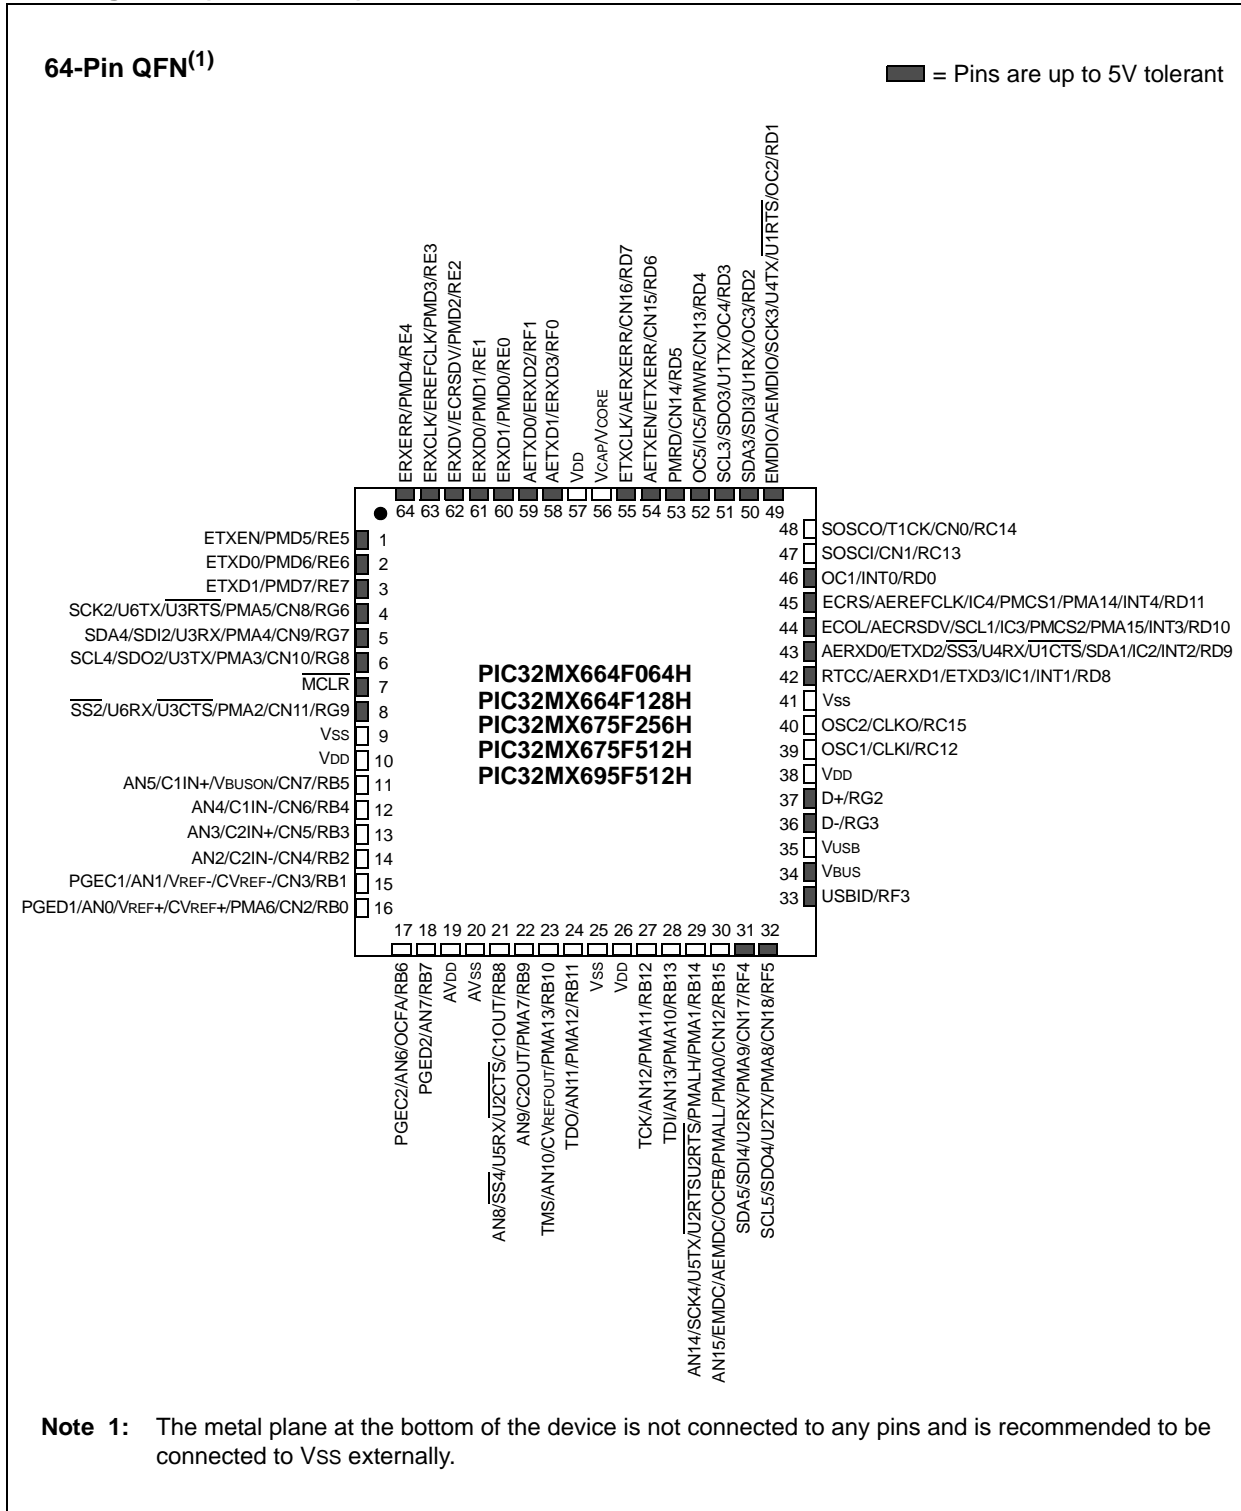 64-Pin QFN(1)
= Pins are up to 5V tolerant
ERXERR/PMD4/RE4
ERXCLK/EREFCLK/PMD3/RE3
ERXDV/ECRSDV/PMD2/RE2
ERXD0/PMD1/RE1
ERXD1/PMD0/RE0
AETXD0/ERXD2/RF1
AETXD1/ERXD3/RF0
VDD
VCAP/VCORE
ETXCLK/AERXERR/CN16/RD7
AETXEN/ETXERR/CN15/RD6
PMRD/CN14/RD5
OC5/IC5/PMWR/CN13/RD4
SCL3/SDO3/U1TX/OC4/RD3
SDA3/SDI3/U1RX/OC3/RD2
EMDIO/AEMDIO/SCK3/U4TX/U1RTS/OC2/RD1
64 63 62 61 60 59 58 57 56 55 54 53 52 51 50 49
ETXEN/PMD5/RE5 1
ETXD0/PMD6/RE6 2
ETXD1/PMD7/RE7 3
SCK2/U6TX/U3RTS/PMA5/CN8/RG6 4
SDA4/SDI2/U3RX/PMA4/CN9/RG7 5
SCL4/SDO2/U3TX/PMA3/CN10/RG8 6
MCLR 7
SS2/U6RX/U3CTS/PMA2/CN11/RG9 8
VSS 9
VDD 10
AN5/C1IN+/VBUSON/CN7/RB5 11
AN4/C1IN-/CN6/RB4 12
AN3/C2IN+/CN5/RB3 13
AN2/C2IN-/CN4/RB2 14
PGEC1/AN1/VREF-/CVREF-/CN3/RB1 15
PGED1/AN0/VREF+/CVREF+/PMA6/CN2/RB0 16
PIC32MX664F064H
PIC32MX664F128H
PIC32MX675F256H
PIC32MX675F512H
PIC32MX695F512H
48 SOSCO/T1CK/CN0/RC14
47 SOSCI/CN1/RC13
46 OC1/INT0/RD0
45 ECRS/AEREFCLK/IC4/PMCS1/PMA14/INT4/RD11
44 ECOL/AECRSDV/SCL1/IC3/PMCS2/PMA15/INT3/RD10
43 AERXD0/ETXD2/SS3/U4RX/U1CTS/SDA1/IC2/INT2/RD9
42 RTCC/AERXD1/ETXD3/IC1/INT1/RD8
41 Vss
40 OSC2/CLKO/RC15
39 OSC1/CLKI/RC12
38 VDD
37 D+/RG2
36 D-/RG3
35 VUSB
34 VBUS
33 USBID/RF3
17 18 19 20 21 22 23 24 25 26 27 28 29 30 31 32
PGEC2/AN6/OCFA/RB6
PGED2/AN7/RB7
AVDD
AVSS
AN8/SS4/U5RX/U2CTS/C1OUT/RB8
AN9/C2OUT/PMA7/RB9
TMS/AN10/CVREFOUT/PMA13/RB10
TDO/AN11/PMA12/RB11
VSS
VDD
TCK/AN12/PMA11/RB12
TDI/AN13/PMA10/RB13
AN14/SCK4/U5TX/U2RTSU2RTS/PMALH/PMA1/RB14
AN15/EMDC/AEMDC/OCFB/PMALL/PMA0/CN12/RB15
SDA5/SDI4/U2RX/PMA9/CN17/RF4
SCL5/SDO4/U2TX/PMA8/CN18/RF5
Note 1: The metal plane at the bottom of the device is not connected to any pins and is recommended to be
connected to VSS externally.